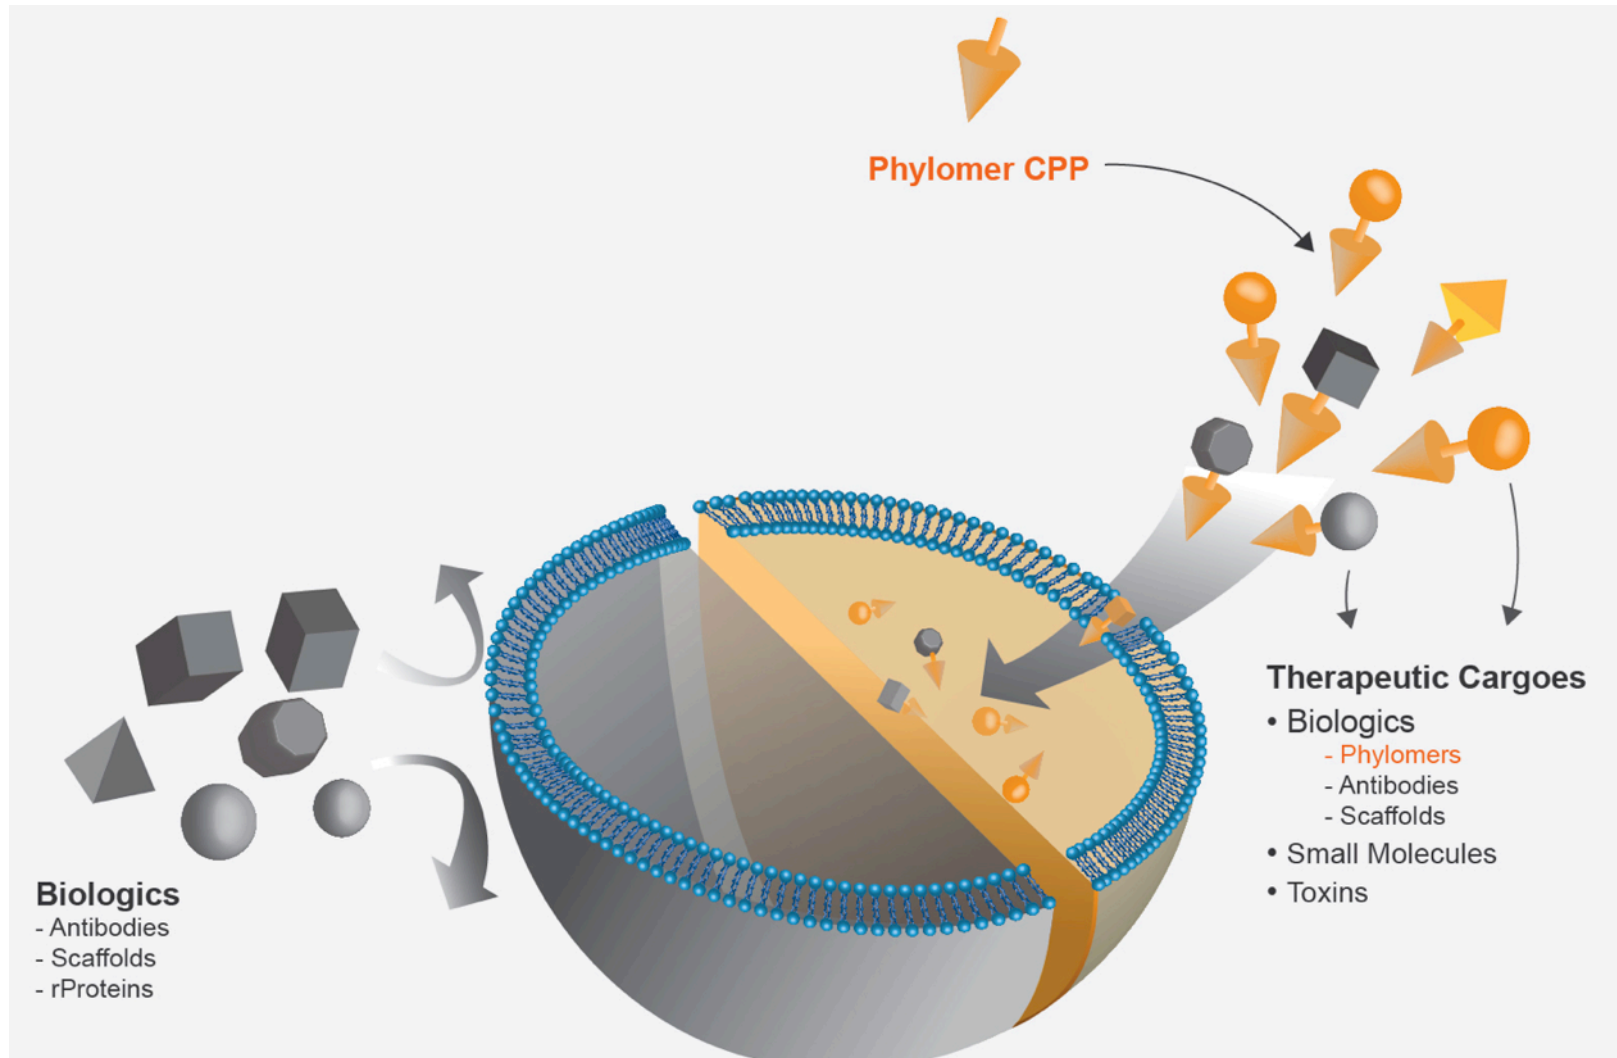 Phylomer CPP
Therapeutic Cargoes
• Biologics
- Phylomers
- Antibodies
- Scaffolds
• Small Molecules
• Toxins
Biologics
- Antibodies
- Scaffolds
- rProteins